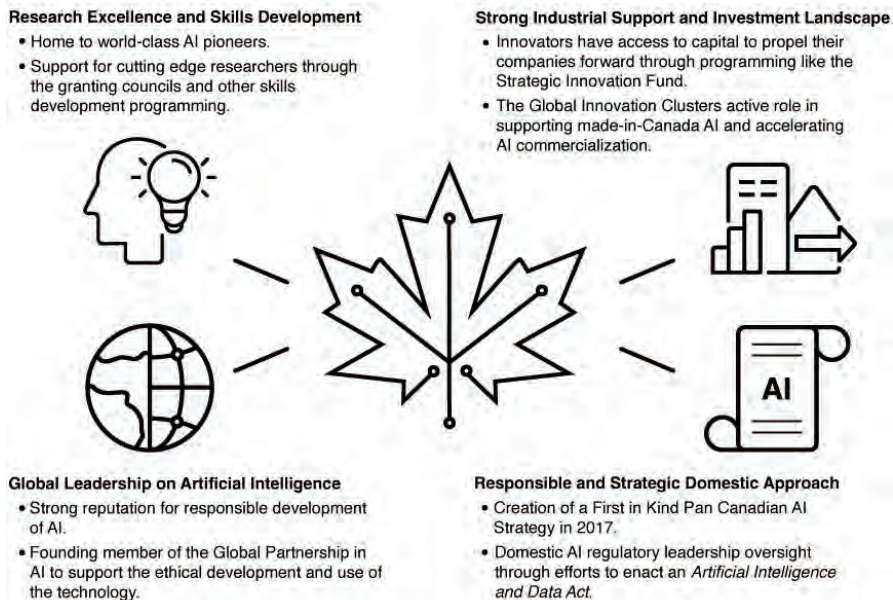 Research Excellence and Skills Development
• Home to world-class AI pioneers.
• Support for cutting edge researchers through
the granting councils and other skills
development programming.
Strong Industrial Support and Investment Landscape
• Innovators have access to capital to propel their
companies forward through programming like the
Strategic Innovation Fund.
• The Global Innovation Clusters active role in
supporting made-in-Canada AI and accelerating
AI commercialization.
AI
Global Leadership on Artificial Intelligence
• Strong reputation for responsible development
of AI.
• Founding member of the Global Partnership in
AI to support the ethical development and use of
the technology.
Responsible and Strategic Domestic Approach
• Creation of a First in Kind Pan Canadian AI
Strategy in 2017.
• Domestic AI regulatory leadership oversight
through efforts to enact an Artificial Intelligence
and Data Act.